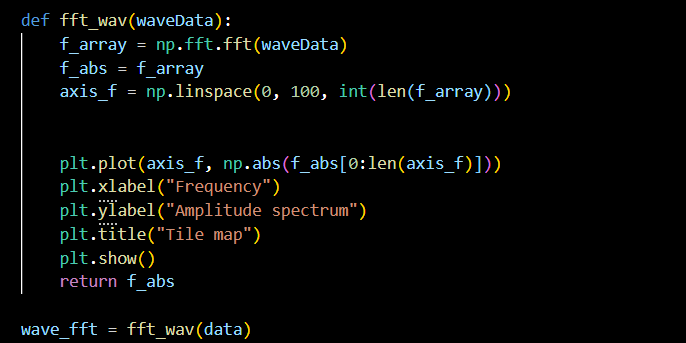 def fft_wav(waveData):
    f_array = np.fft.fft(waveData)
    f_abs = f_array
    axis_f = np.linspace(0, 100, int(len(f_array)))
    plt.plot(axis_f, np.abs(f_abs[0:len(axis_f)]))
    plt.xlabel("Frequency")
    plt.ylabel("Amplitude spectrum")
    plt.title("Tile map")
    plt.show()
    return f_abs
wave_fft = fft_wav(data)